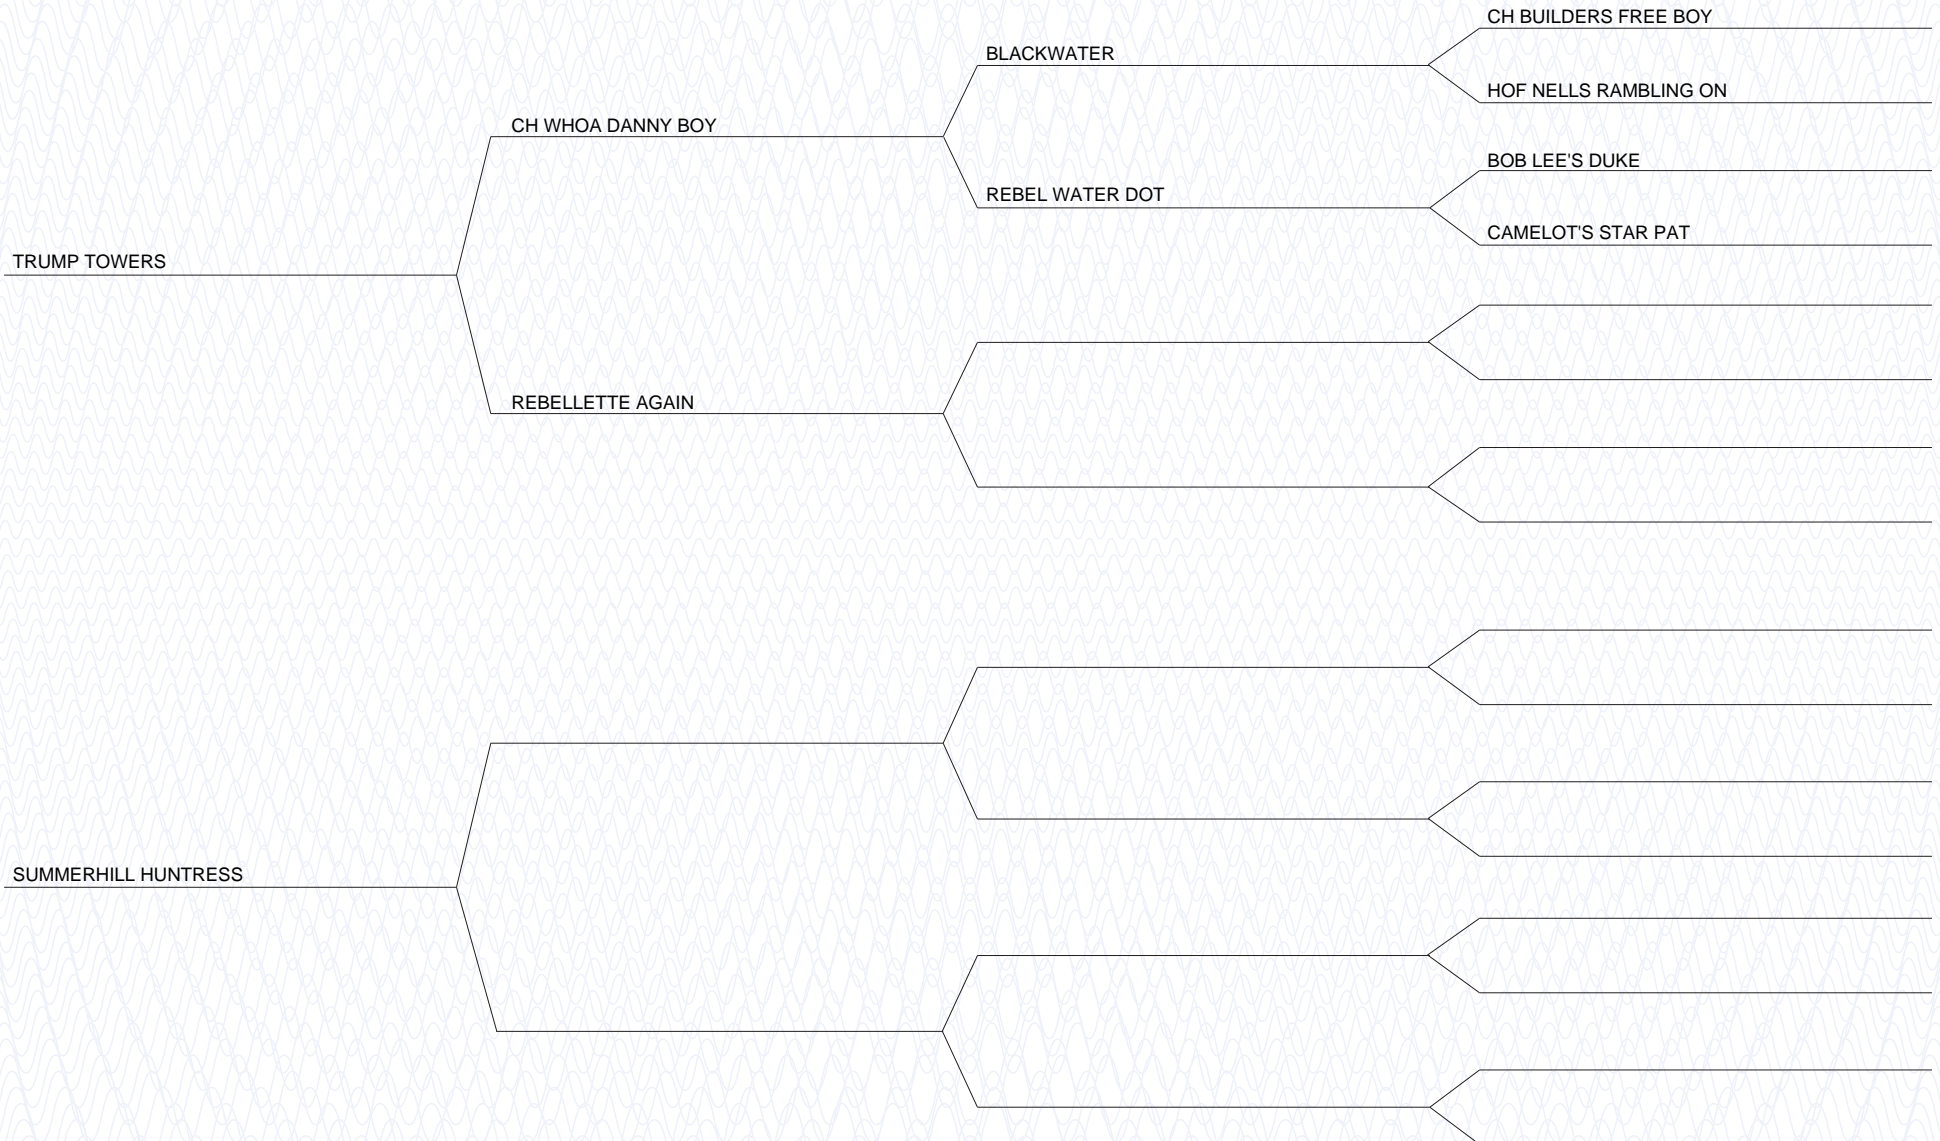 CH BUILDERS FREE BOY
BLACKWATER
HOF NELLS RAMBLING ON
CH WHOA DANNY BOY
BOB LEE'S DUKE
REBEL WATER DOT
CAMELOT'S STAR PAT
TRUMP TOWERS
REBELLETTE AGAIN
SUMMERHILL HUNTRESS